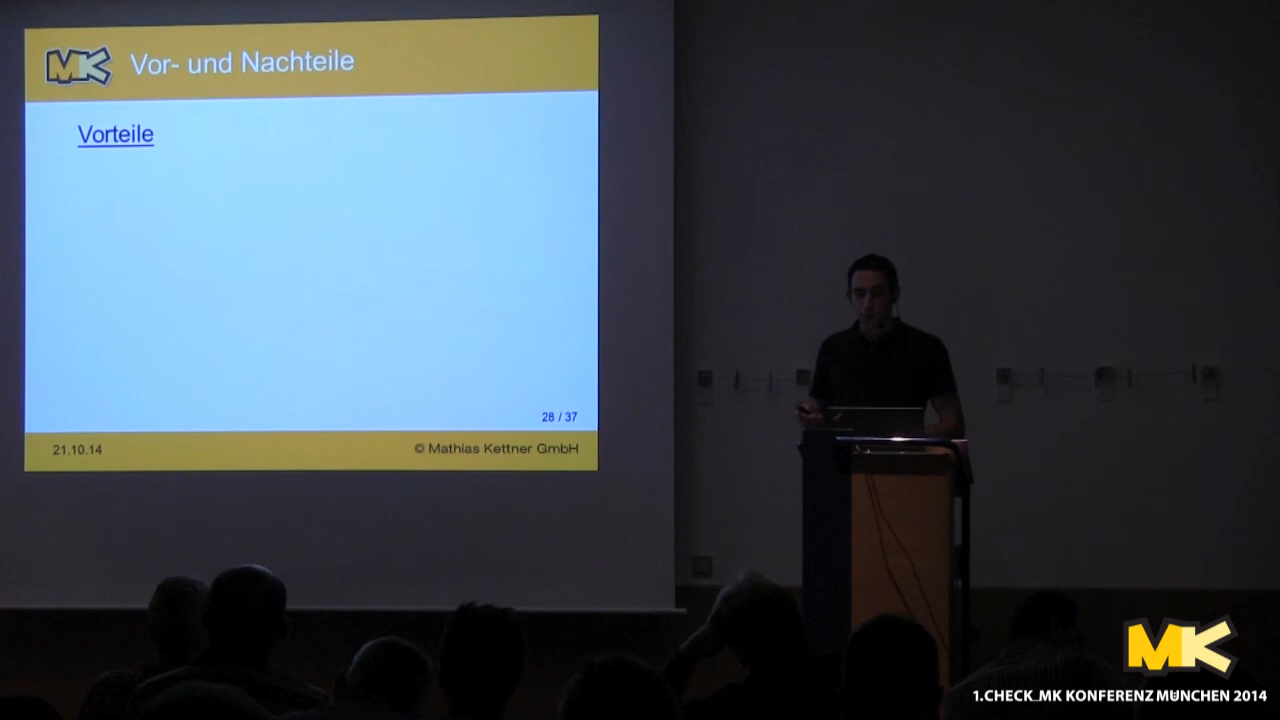 MK Vor- und Nachteile
Vorteile
28 / 37
21.10.14 © Mathias Kettner GmbH
MK
1.CHECK_MK KONFERENZ MÜNCHEN 2014